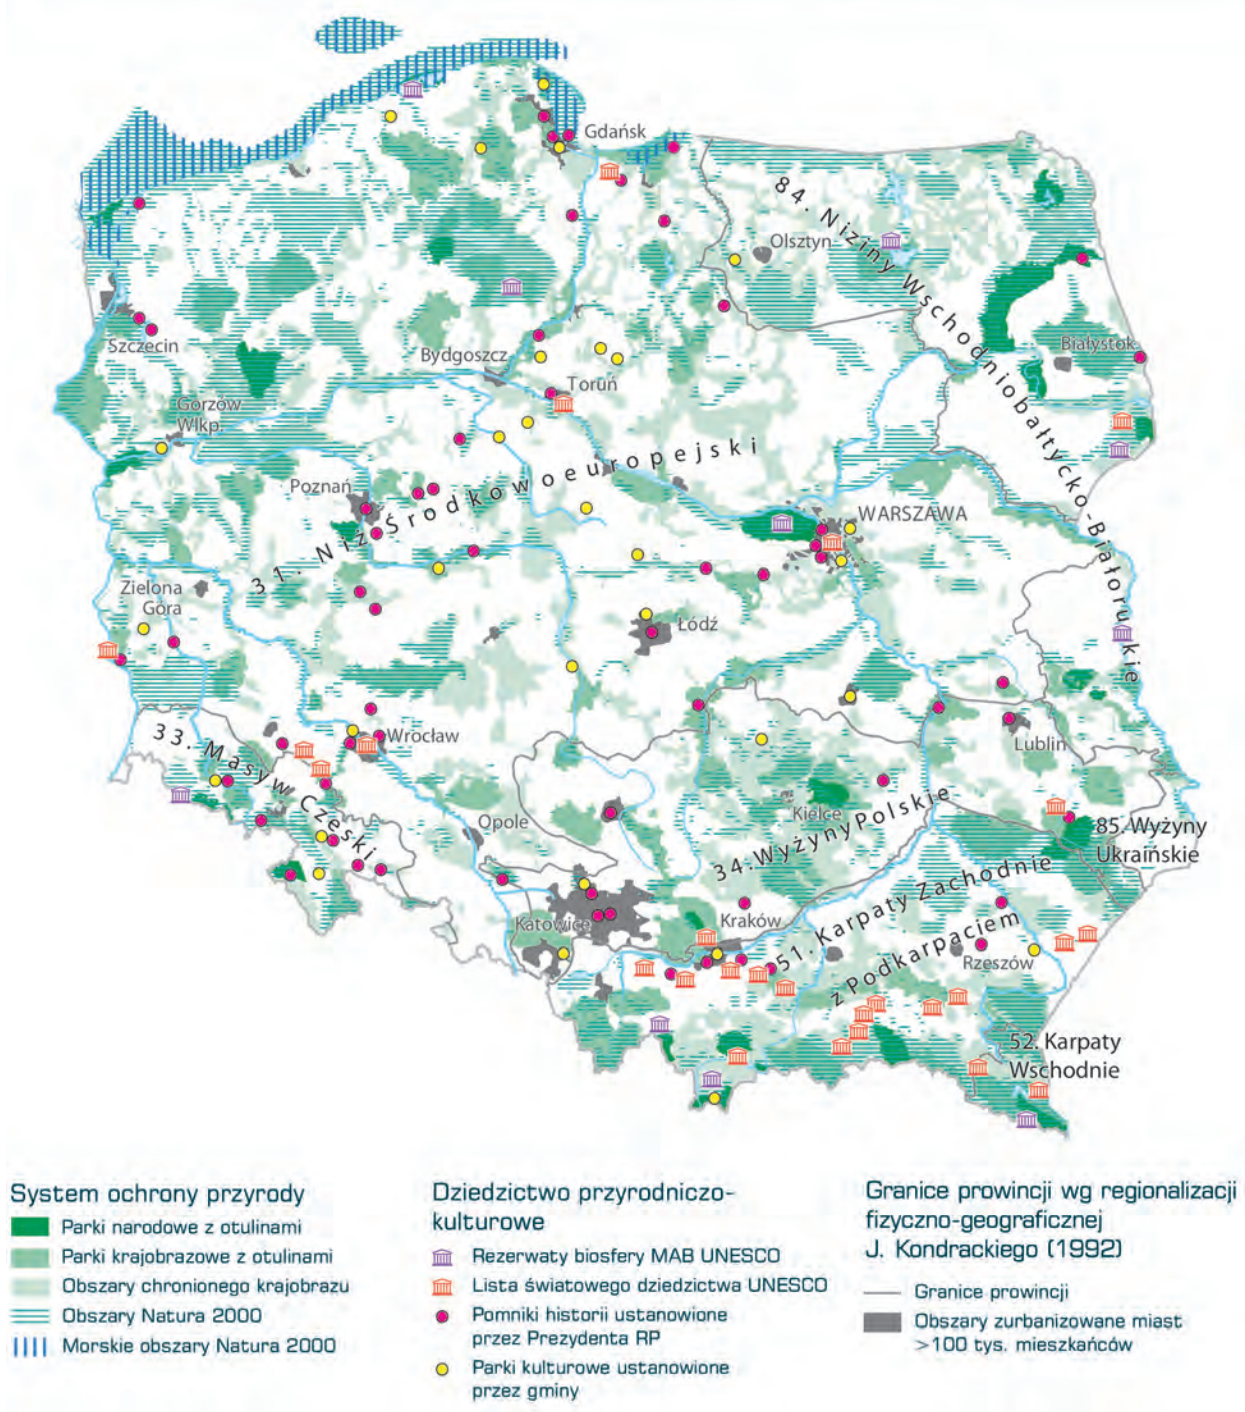 Gdańsk
84. Niziny Wschodniobałtycko-Białoruskie
Olsztyn
Szczecin
Bydgoszcz
Białystok
Toruń
Gorzów
Wlkp.
31. Niż Środkowoeuropejski
Poznań
WARSZAWA
Zielona
Góra
Łódź
33. Masyw Czeski
Wrocław
Lublin
Opole
Kielce
34. Wyżyny Polskie
85. Wyżyny
Ukraińskie
Katowice
Kraków
51. Karpaty Zachodnie
z Podkarpaciem
Rzeszów
52. Karpaty
Wschodnie
System ochrony przyrody
Parki narodowe z otulinami
Parki krajobrazowe z otulinami
Obszary chronionego krajobrazu
Obszary Natura 2000
Morskie obszary Natura 2000
Dziedzictwo przyrodniczo-
kulturowe
Rezerwaty biosfery MAB UNESCO
Lista światowego dziedzictwa UNESCO
Pomniki historii ustanowione
przez Prezydenta RP
Parki kulturowe ustanowione
przez gminy
Granice prowincji wg regionalizacji
fizyczno-geograficznej
J. Kondrackiego (1992)
Granice prowincji
Obszary zurbanizowane miast
>100 tys. mieszkańców